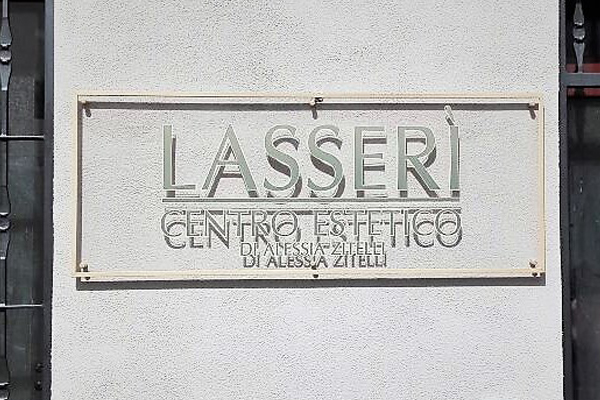 LASSERÌ
CENTRO ESTETICO
DI ALESSIA ZITELLI